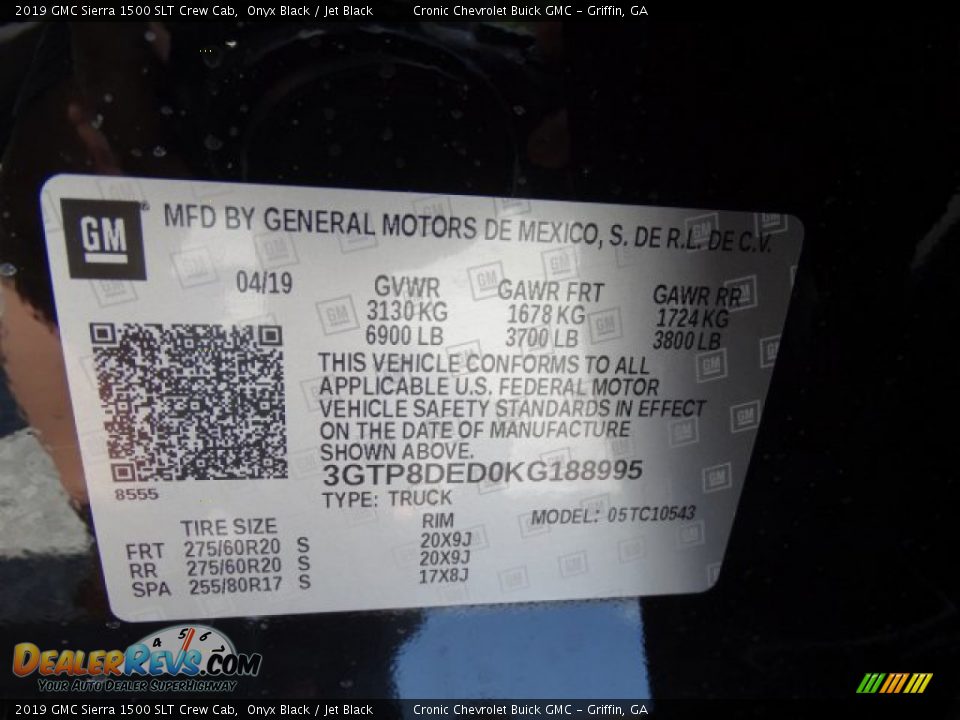 2019 GMC Sierra 1500 SLT Crew Cab, Onyx Black / Jet Black Cronic Chevrolet Buick GMC - Griffin, GA
GM MFD BY GENERAL MOTORS DE MEXICO, S. DE R.L. DE C.V.
04/19 GVWR GAWR FRT GAWR RR
3130 KG 1678 KG 1724 KG
6900 LB 3700 LB 3800 LB
THIS VEHICLE CONFORMS TO ALL
APPLICABLE U.S. FEDERAL MOTOR
VEHICLE SAFETY STANDARDS IN EFFECT
ON THE DATE OF MANUFACTURE
SHOWN ABOVE.
3GTP8DED0KG188995
8555 TYPE: TRUCK
MODEL: 05TC10543
TIRE SIZE RIM
FRT 275/60R20 S 20X9J
RR 275/60R20 S 20X9J
SPA 255/80R17 S 17X8J
4 5 6
DEALERREVS.COM
YOUR AUTO DEALER SUPERHIGHWAY
2019 GMC Sierra 1500 SLT Crew Cab, Onyx Black / Jet Black Cronic Chevrolet Buick GMC - Griffin, GA